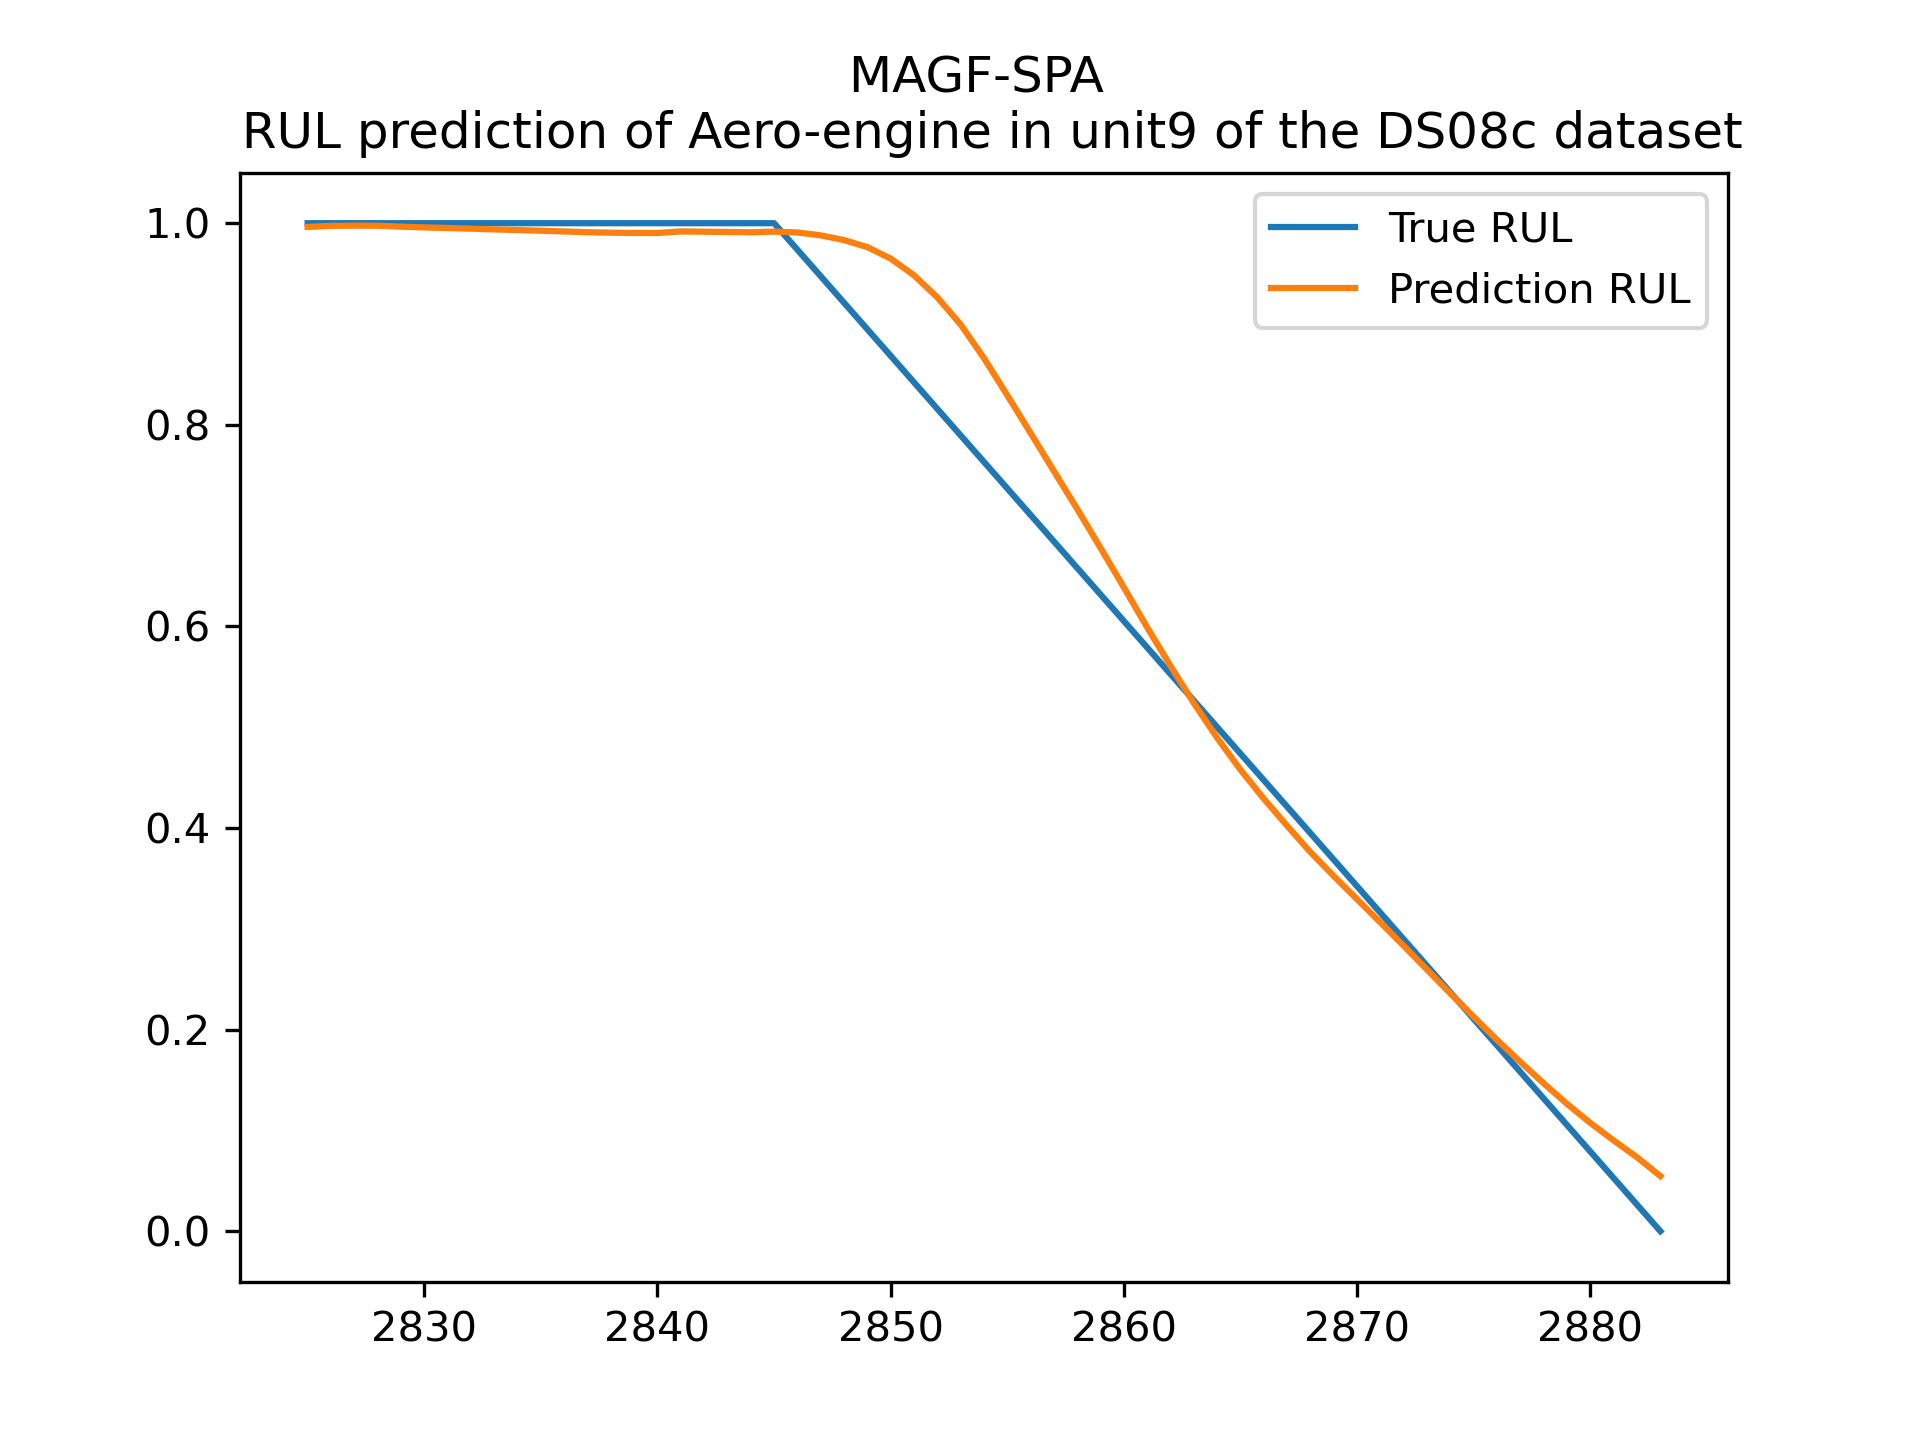 MAGF-SPA
RUL prediction of Aero-engine in unit9 of the DS08c dataset
True RUL
Prediction RUL
1.0
0.8
0.6
0.4
0.2
0.0
2830 2840 2850 2860 2870 2880